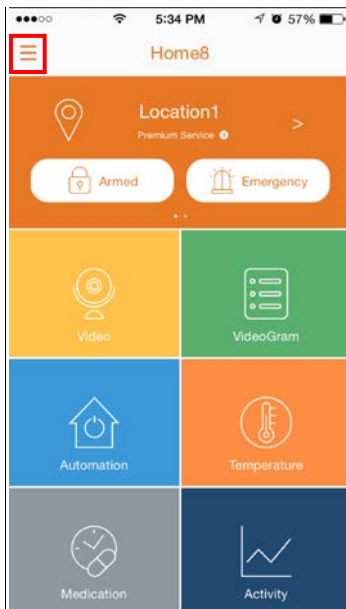 5:34 PM 57%
Home8
Location1
Premium Service
>
Armed Emergency
Video VideoGram
Automation Temperature
Medication Activity